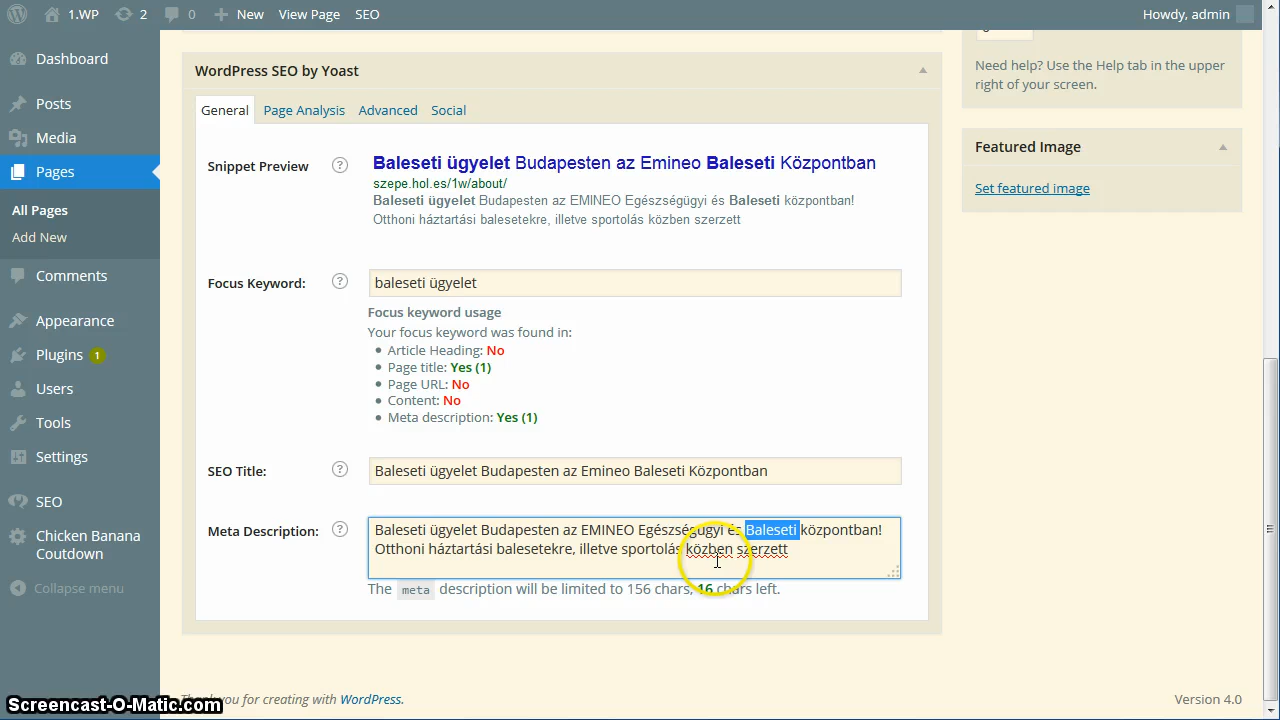 1.WP 2 0 New View Page SEO Howdy, admin
Dashboard
Posts
Media
Pages
All Pages
Add New
Comments
Appearance
Plugins 1
Users
Tools
Settings
SEO
Chicken Banana
Coutdown
Collapse menu
WordPress SEO by Yoast
General Page Analysis Advanced Social
Snippet Preview ?
Baleseti ügyelet Budapesten az Emineo Baleseti Központban
szepe.hol.es/1w/about/
Baleseti ügyelet Budapesten az EMINEO Egészségügyi és Baleseti központban!
Otthoni háztartási balesetekre, illetve sportolás közben szerzett
Focus Keyword: ? baleseti ügyelet
Focus keyword usage
Your focus keyword was found in:
• Article Heading: No
• Page title: Yes (1)
• Page URL: No
• Content: No
• Meta description: Yes (1)
SEO Title: ? Baleseti ügyelet Budapesten az Emineo Baleseti Központban
Meta Description: ? Baleseti ügyelet Budapesten az EMINEO Egészségügyi és Baleseti központban!
Otthoni háztartási balesetekre, illetve sportolás közben szerzett
The meta description will be limited to 156 chars, 16 chars left.
Need help? Use the Help tab in the upper
right of your screen.
Featured Image
Set featured image
Thank you for creating with WordPress.
Version 4.0
Screencast-O-Matic.com